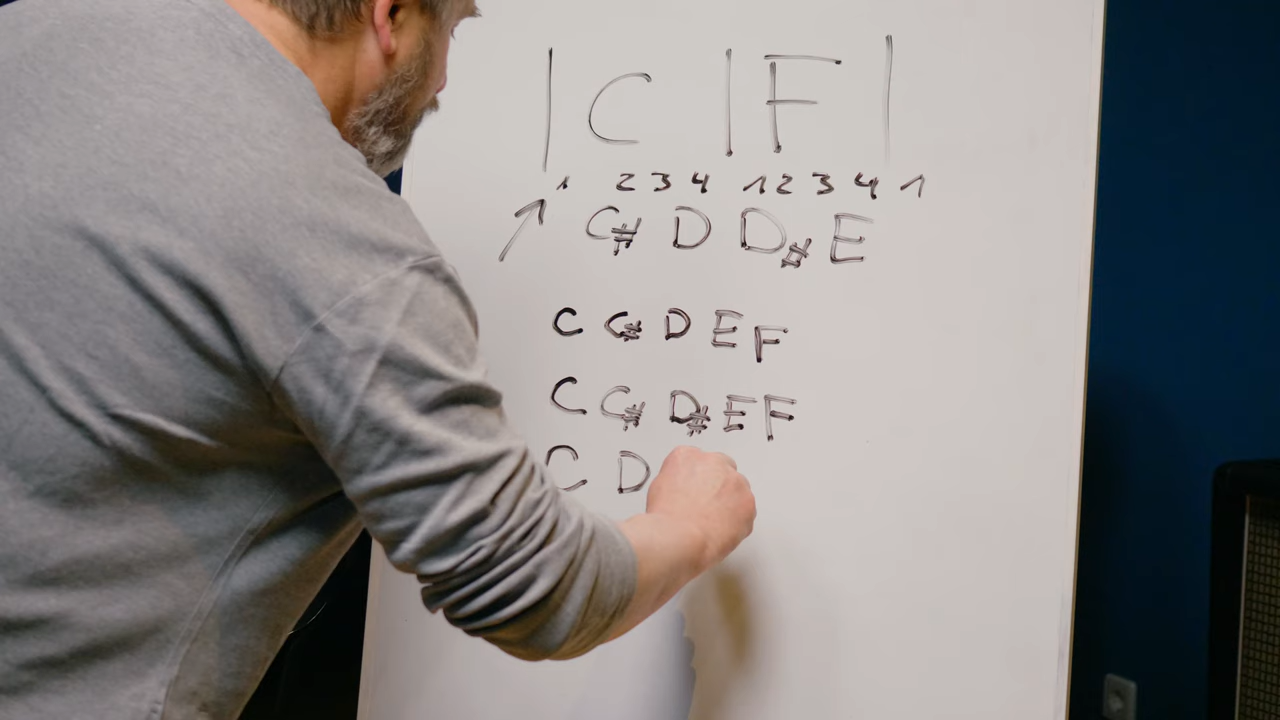 | C | F |
1 2 3 4 1 2 3 4 1
↗ C# D D# E
C C# D E F
C C# D# E F
C D